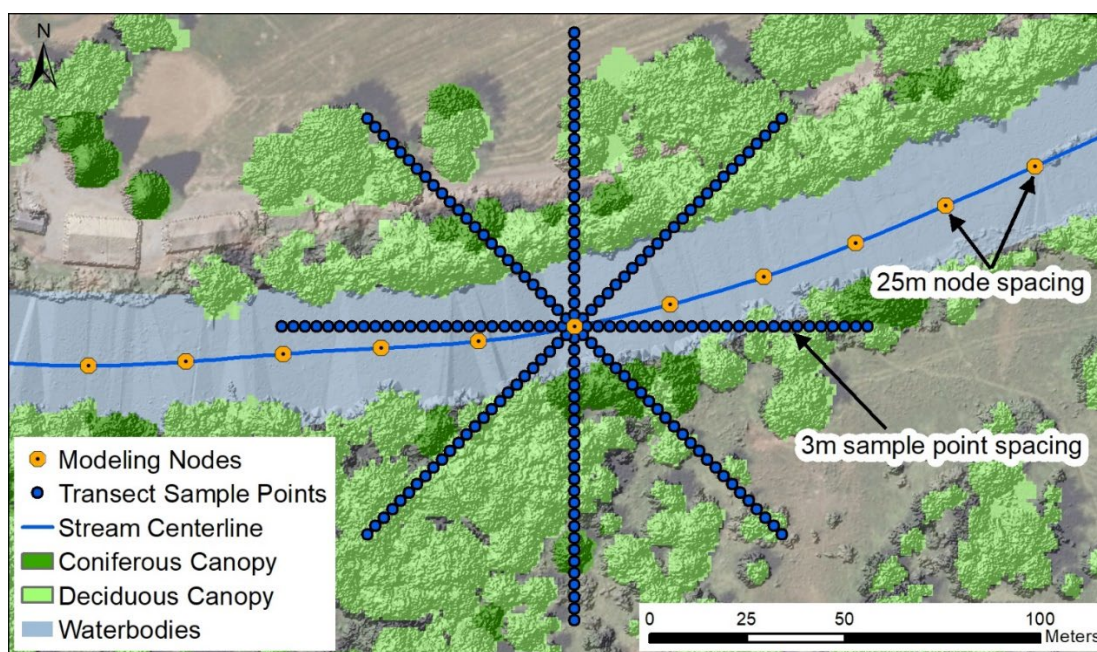 N
25m node spacing
3m sample point spacing
Modeling Nodes
Transect Sample Points
Stream Centerline
Coniferous Canopy
Deciduous Canopy
Waterbodies
0 25 50 100
Meters